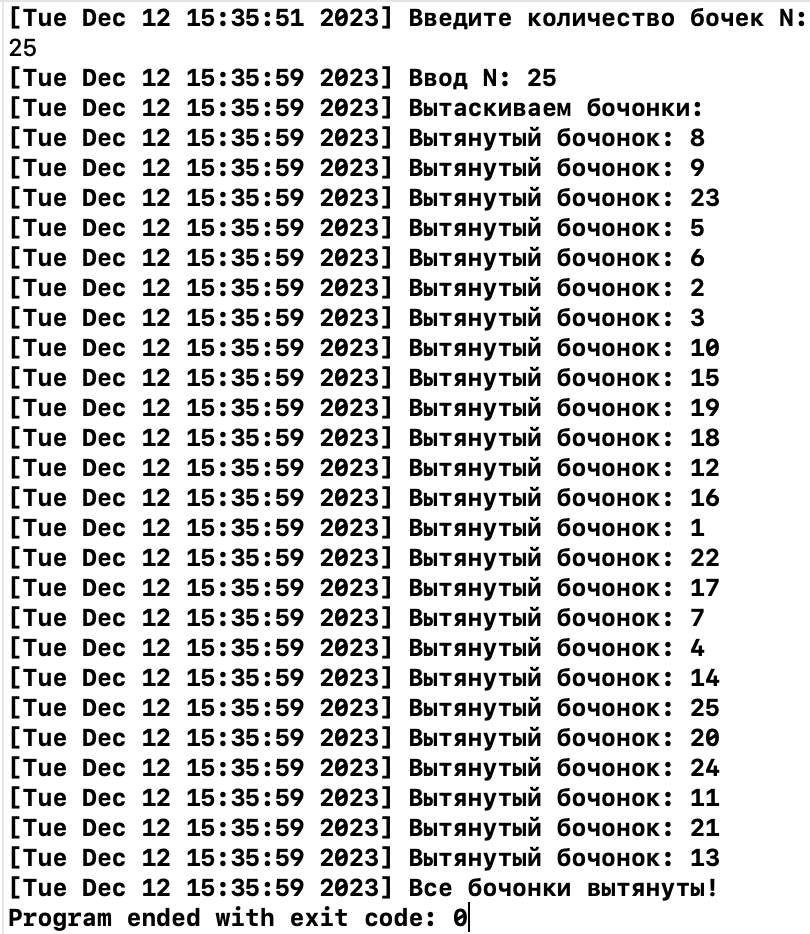 [Tue Dec 12 15:35:51 2023] Введите количество бочек N:
25
[Tue Dec 12 15:35:59 2023] Ввод N: 25
[Tue Dec 12 15:35:59 2023] Вытаскиваем бочонки:
[Tue Dec 12 15:35:59 2023] Вытянутый бочонок: 8
[Tue Dec 12 15:35:59 2023] Вытянутый бочонок: 9
[Tue Dec 12 15:35:59 2023] Вытянутый бочонок: 23
[Tue Dec 12 15:35:59 2023] Вытянутый бочонок: 5
[Tue Dec 12 15:35:59 2023] Вытянутый бочонок: 6
[Tue Dec 12 15:35:59 2023] Вытянутый бочонок: 2
[Tue Dec 12 15:35:59 2023] Вытянутый бочонок: 3
[Tue Dec 12 15:35:59 2023] Вытянутый бочонок: 10
[Tue Dec 12 15:35:59 2023] Вытянутый бочонок: 15
[Tue Dec 12 15:35:59 2023] Вытянутый бочонок: 19
[Tue Dec 12 15:35:59 2023] Вытянутый бочонок: 18
[Tue Dec 12 15:35:59 2023] Вытянутый бочонок: 12
[Tue Dec 12 15:35:59 2023] Вытянутый бочонок: 16
[Tue Dec 12 15:35:59 2023] Вытянутый бочонок: 1
[Tue Dec 12 15:35:59 2023] Вытянутый бочонок: 22
[Tue Dec 12 15:35:59 2023] Вытянутый бочонок: 17
[Tue Dec 12 15:35:59 2023] Вытянутый бочонок: 7
[Tue Dec 12 15:35:59 2023] Вытянутый бочонок: 4
[Tue Dec 12 15:35:59 2023] Вытянутый бочонок: 14
[Tue Dec 12 15:35:59 2023] Вытянутый бочонок: 25
[Tue Dec 12 15:35:59 2023] Вытянутый бочонок: 20
[Tue Dec 12 15:35:59 2023] Вытянутый бочонок: 24
[Tue Dec 12 15:35:59 2023] Вытянутый бочонок: 11
[Tue Dec 12 15:35:59 2023] Вытянутый бочонок: 21
[Tue Dec 12 15:35:59 2023] Вытянутый бочонок: 13
[Tue Dec 12 15:35:59 2023] Все бочонки вытянуты!
Program ended with exit code: 0